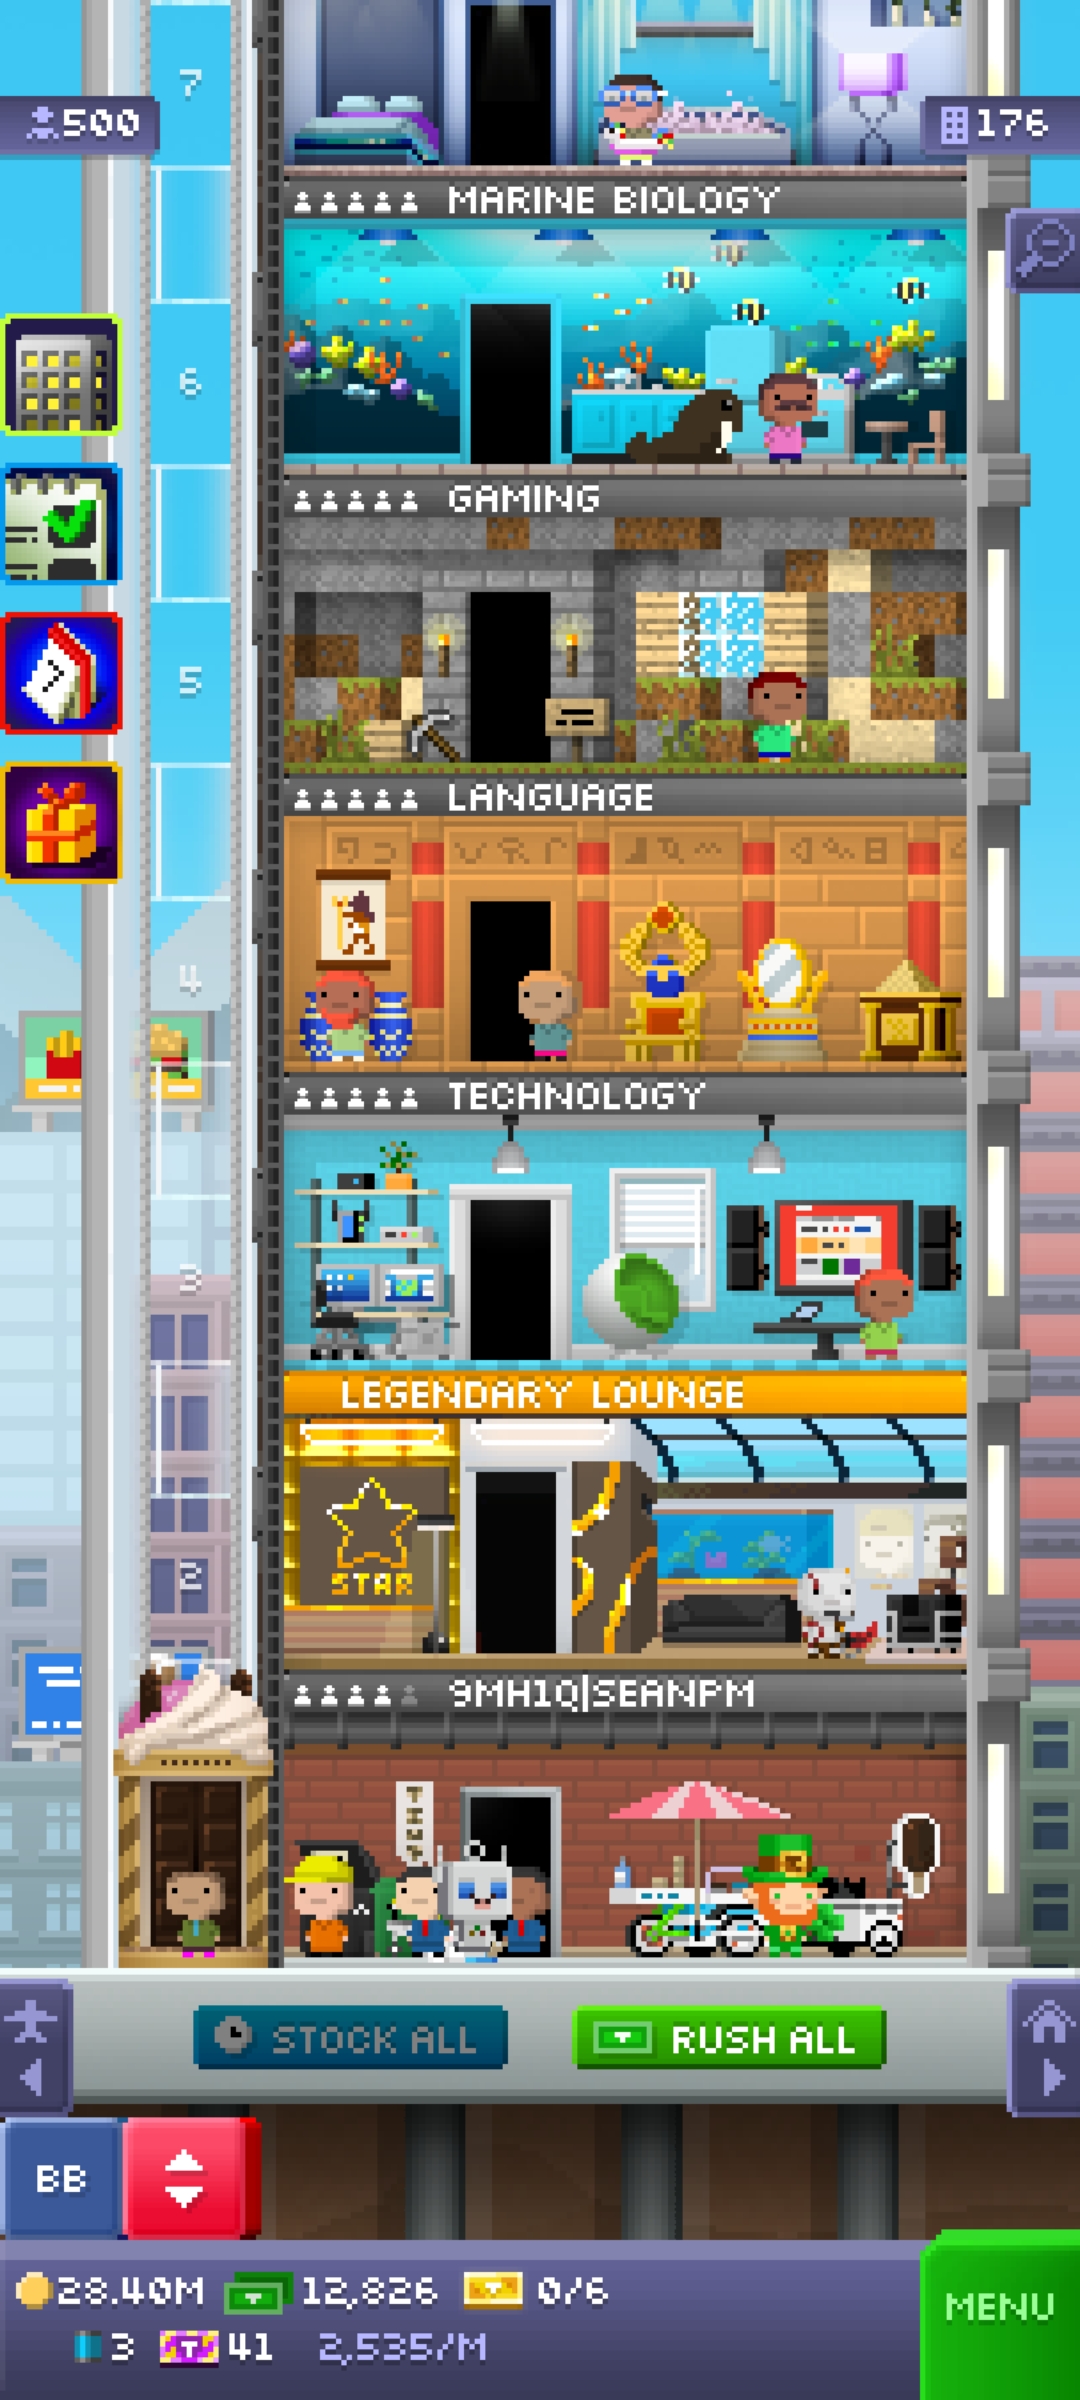 7
500
176
MARINE BIOLOGY
6
GAMING
5
LANGUAGE
4
TECHNOLOGY
3
LEGENDARY LOUNGE
STAR
2
9MH1Q|SEANPM
STOCK ALL
RUSH ALL
BB
28.40M
12,826
0/6
MENU
3
41
2,535/M